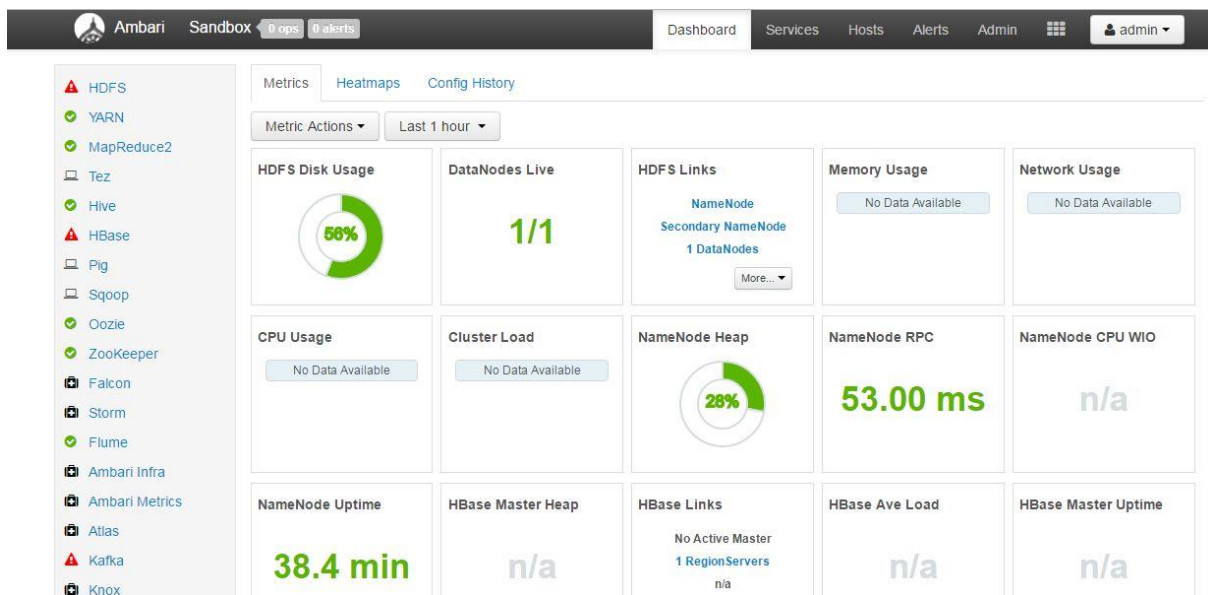 Ambari Sandbox 0 ops 0 alerts Dashboard Services Hosts Alerts Admin admin
HDFS
YARN
MapReduce2
Tez
Hive
HBase
Pig
Sqoop
Oozie
ZooKeeper
Falcon
Storm
Flume
Ambari Infra
Ambari Metrics
Atlas
Kafka
Knox
Metrics Heatmaps Config History
Metric Actions Last 1 hour
HDFS Disk Usage
56%
DataNodes Live
1/1
HDFS Links
NameNode
Secondary NameNode
1 DataNodes
More...
Memory Usage
No Data Available
Network Usage
No Data Available
CPU Usage
No Data Available
Cluster Load
No Data Available
NameNode Heap
28%
NameNode RPC
53.00 ms
NameNode CPU WIO
n/a
NameNode Uptime
38.4 min
HBase Master Heap
n/a
HBase Links
No Active Master
1 RegionServers
n/a
HBase Ave Load
n/a
HBase Master Uptime
n/a